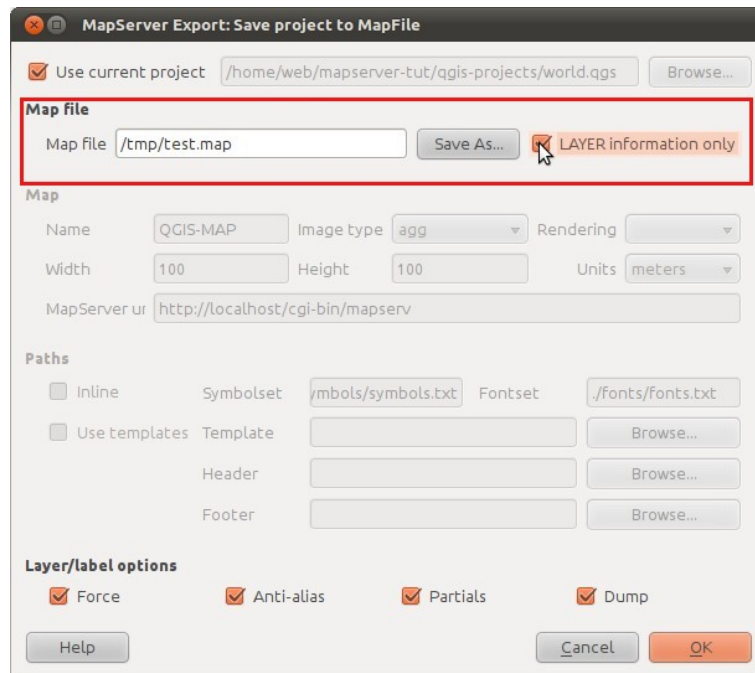 MapServer Export: Save project to MapFile
Use current project /home/web/mapserver-tut/qgis-projects/world.qgs Browse...
Map file
Map file /tmp/test.map Save As... LAYER information only
Map
Name QGIS-MAP Image type agg Rendering
Width 100 Height 100 Units meters
MapServer ur http://localhost/cgi-bin/mapserv
Paths
Inline Symbolset ymbols/symbols.txt Fontset ./fonts/fonts.txt
Use templates Template Browse...
Header Browse...
Footer Browse...
Layer/label options
Force Anti-alias Partials Dump
Help Cancel OK